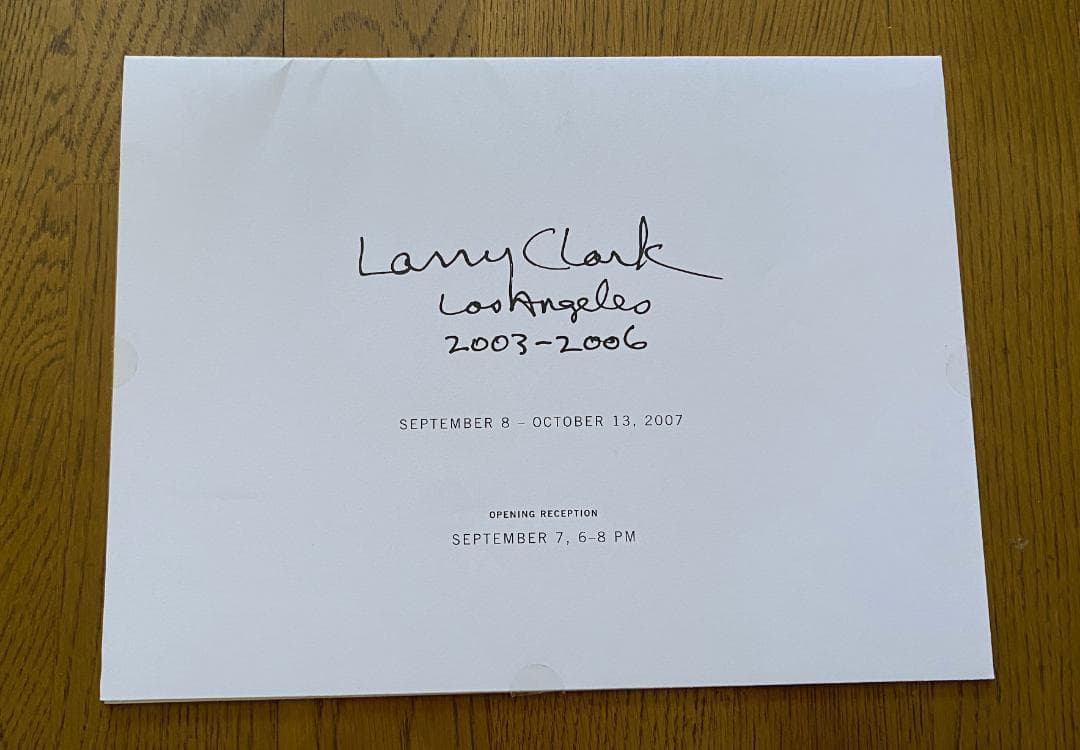 Larry Clark
Los Angeles
2003-2006
SEPTEMBER 8 – OCTOBER 13, 2007
OPENING RECEPTION
SEPTEMBER 7, 6–8 PM